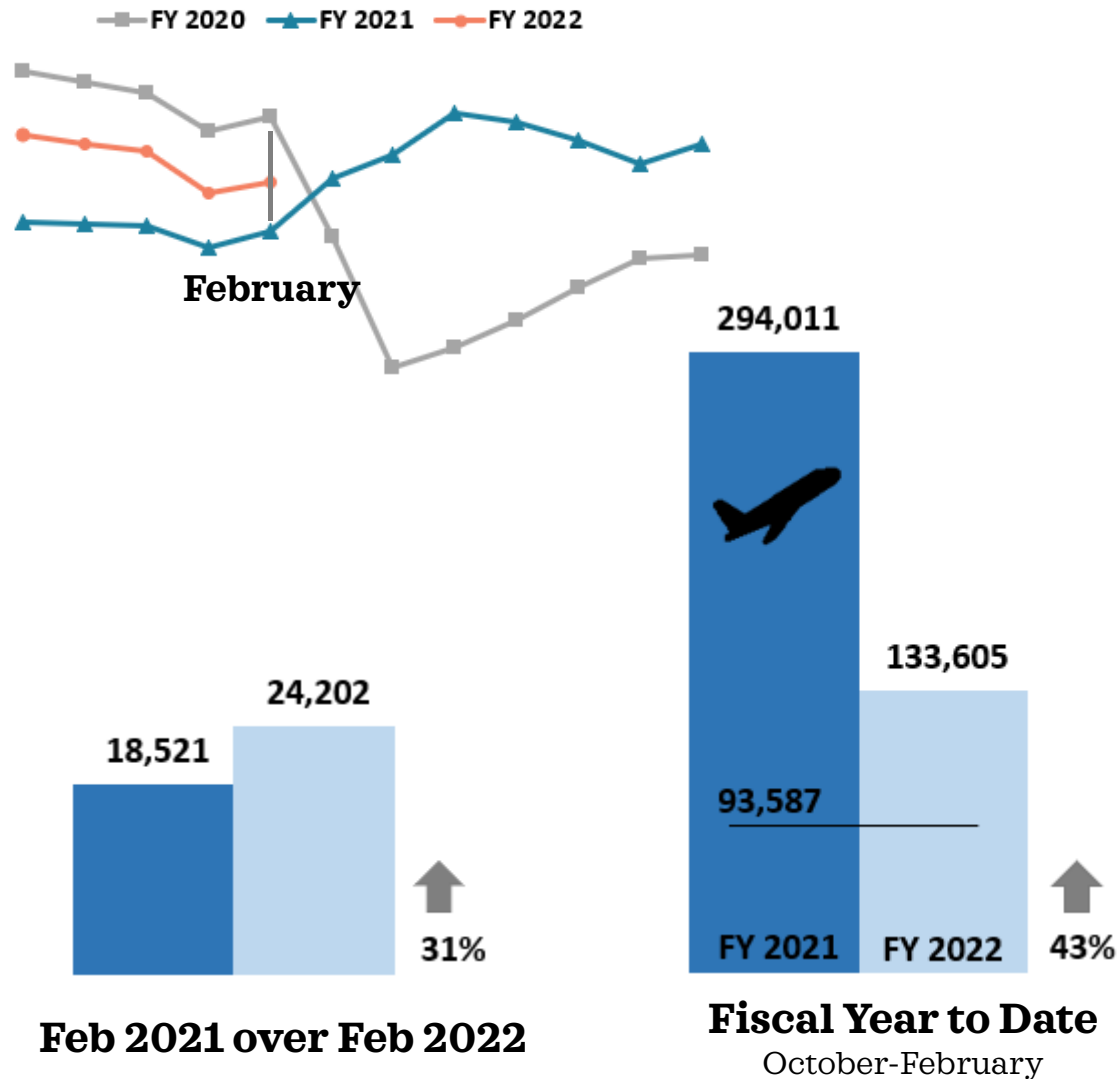 FY 2020 FY 2021 FY 2022
February
294,011
133,605
24,202
18,521
93,587
31%
FY 2021 FY 2022 43%
Feb 2021 over Feb 2022
Fiscal Year to Date
October-February